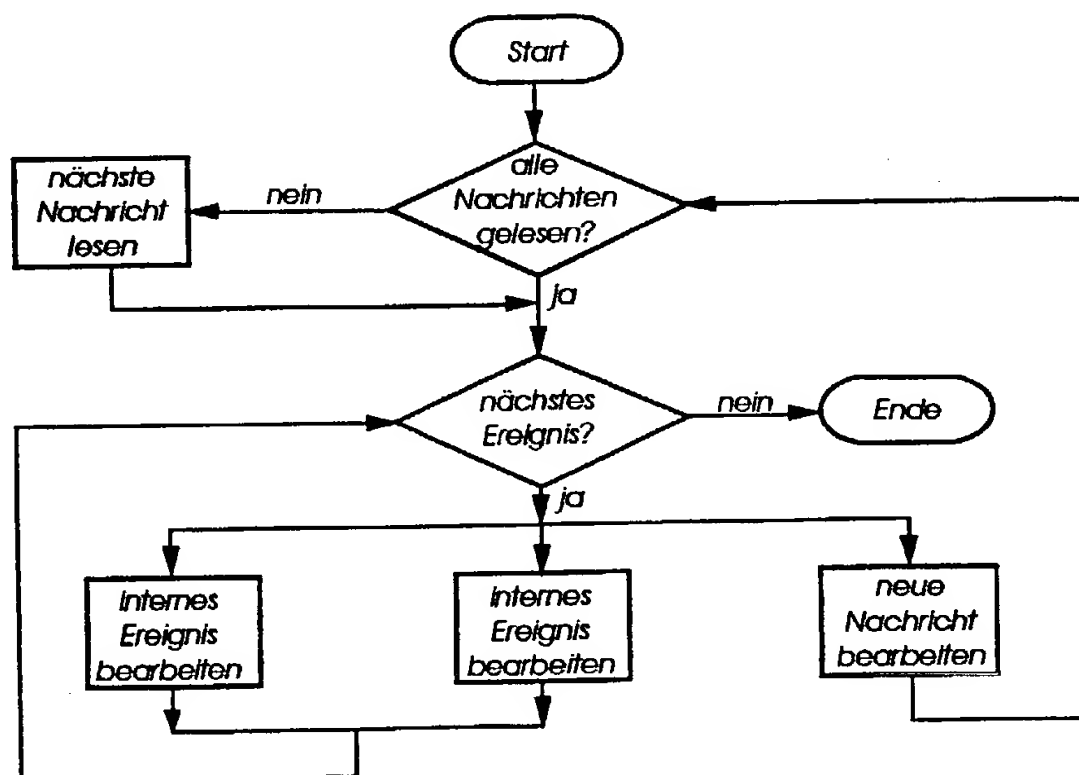 Start
alle
Nachrichten
gelesen?
nein
nächste
Nachricht
lesen
ja
nächstes
Ereignis?
nein
Ende
ja
internes
Ereignis
bearbeiten
internes
Ereignis
bearbeiten
neue
Nachricht
bearbeiten